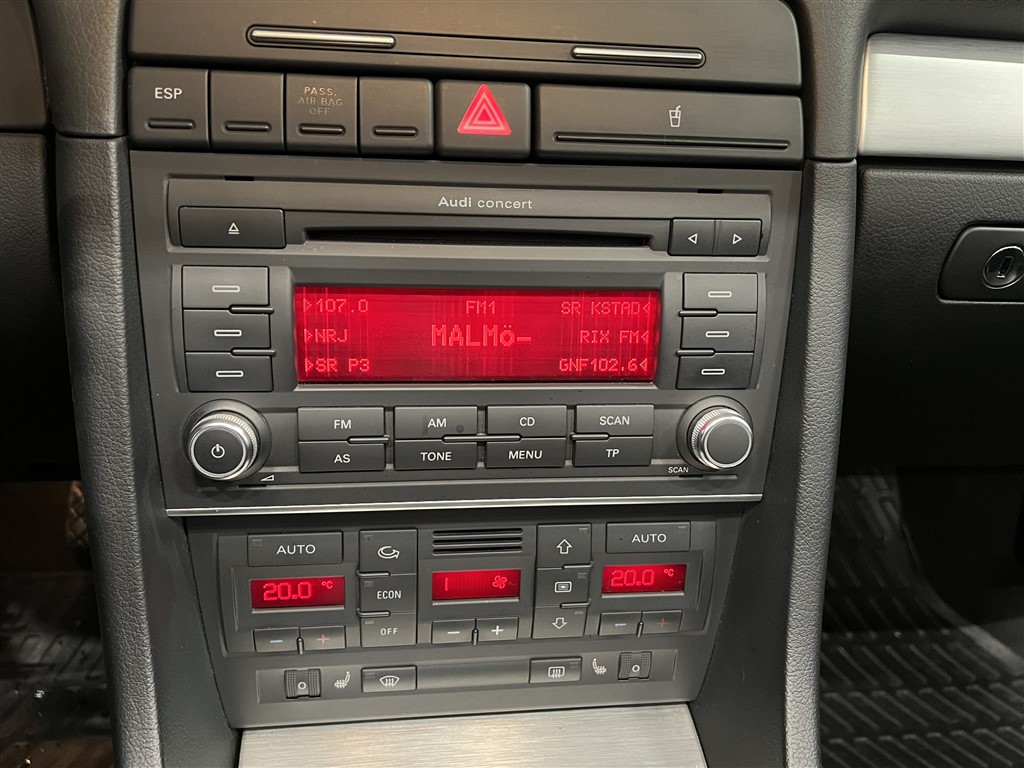 ESP
PASS.
AIR BAG
OFF
Audi concert
107.0 FM1 SR KSTAD
NRJ MALMö- RIX FM
SR P3 GNF102.6
FM AM CD SCAN
AS TONE MENU TP
SCAN
AUTO AUTO
20.0 °C 1 20.0 °C
ECON
OFF